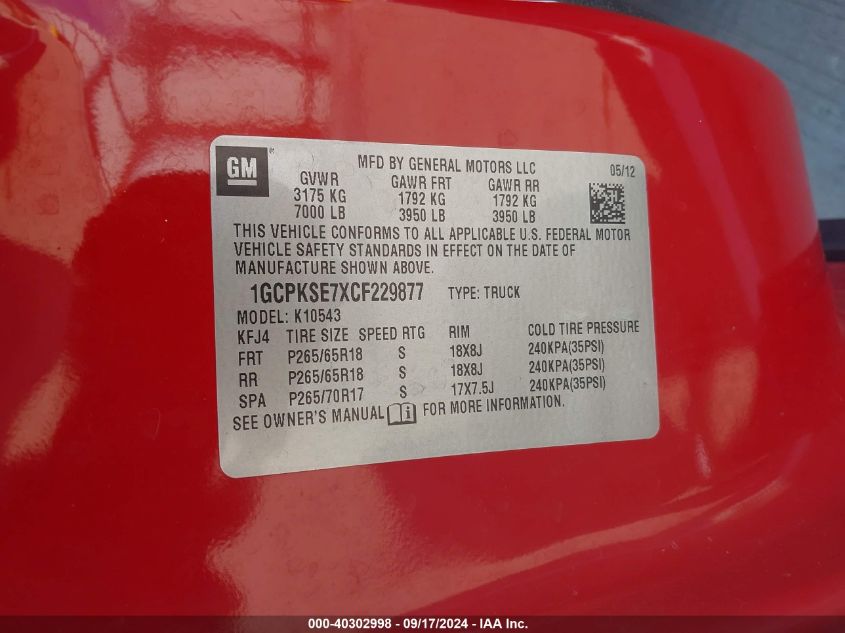 GM
MFD BY GENERAL MOTORS LLC 05/12
GVWR GAWR FRT GAWR RR
3175 KG 1792 KG 1792 KG
7000 LB 3950 LB 3950 LB
THIS VEHICLE CONFORMS TO ALL APPLICABLE U.S. FEDERAL MOTOR
VEHICLE SAFETY STANDARDS IN EFFECT ON THE DATE OF
MANUFACTURE SHOWN ABOVE.
1GCPKSE7XCF229877 TYPE: TRUCK
MODEL: K10543
KFJ4 TIRE SIZE SPEED RTG RIM COLD TIRE PRESSURE
FRT P265/65R18 S 18X8J 240KPA(35PSI)
RR P265/65R18 S 18X8J 240KPA(35PSI)
SPA P265/70R17 S 17X7.5J 240KPA(35PSI)
SEE OWNER'S MANUAL FOR MORE INFORMATION.
000-40302998 - 09/17/2024 - IAA Inc.